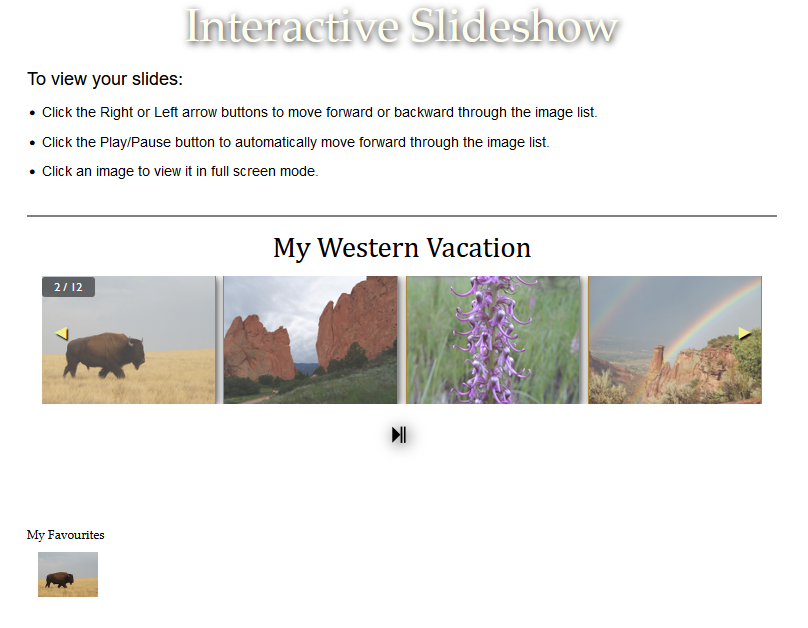 Interactive Slideshow
To view your slides:
• Click the Right or Left arrow buttons to move forward or backward through the image list.
• Click the Play/Pause button to automatically move forward through the image list.
• Click an image to view it in full screen mode.
My Western Vacation
2 / 12
My Favourites